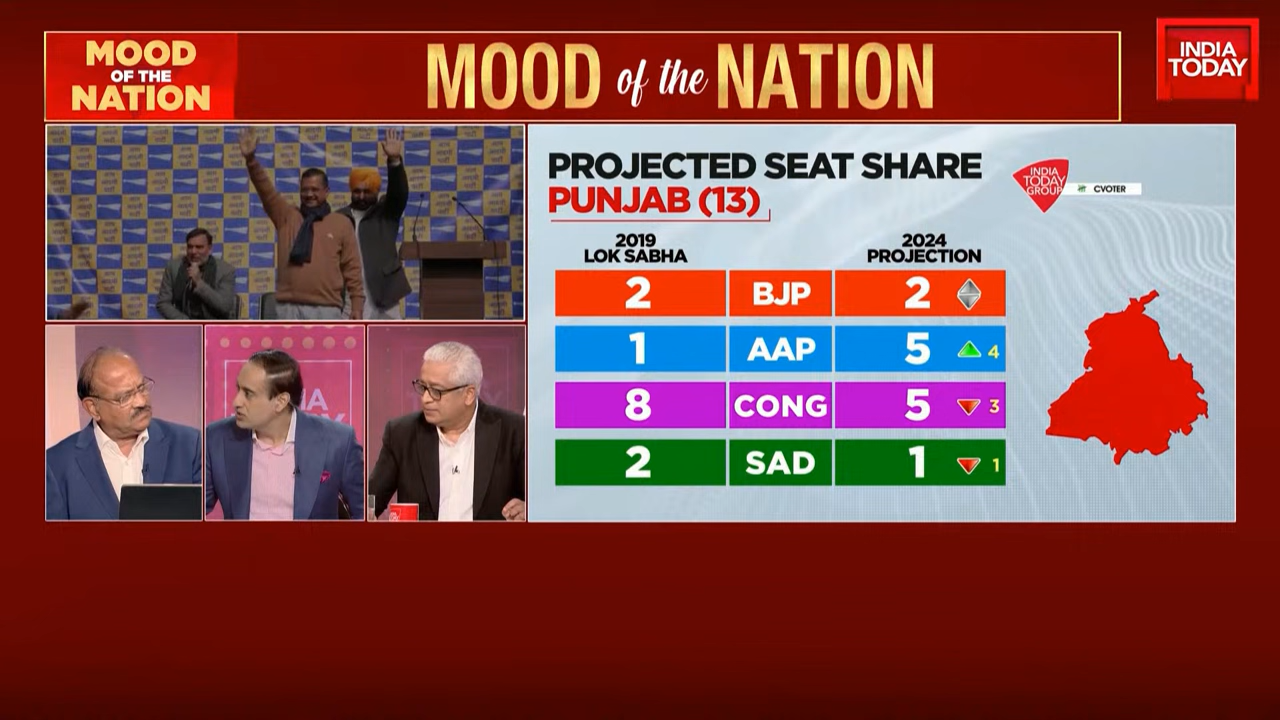 MOOD
OF THE
NATION
MOOD of the NATION
INDIA
TODAY
PROJECTED SEAT SHARE
PUNJAB (13)
INDIA
TODAY
GROUP
CVOTER
2019
LOK SABHA
2024
PROJECTION
2 BJP 2
1 AAP 5 4
8 CONG 5 3
2 SAD 1 1